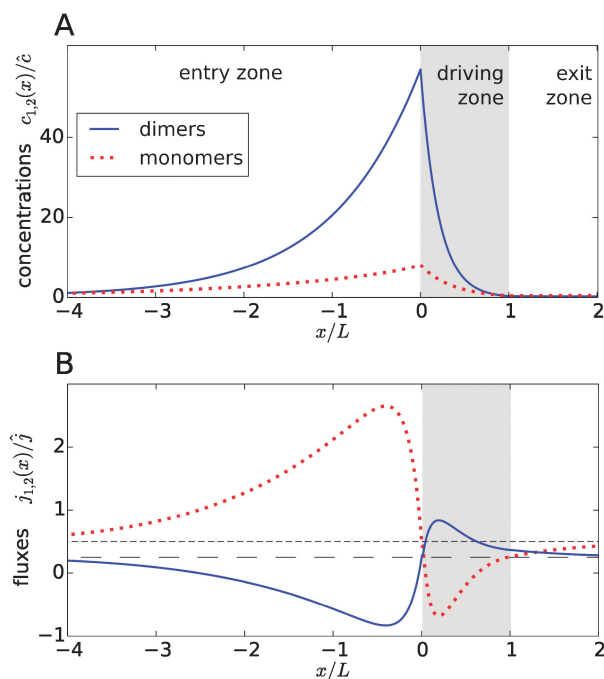 A
entry zone
driving zone
exit zone
dimers
monomers
concentrations c₁,₂(x)/ĉ
40
20
0
−4 −3 −2 −1 0 1 2
x/L
B
fluxes j₁,₂(x)/ĵ
2
1
0
−1
−4 −3 −2 −1 0 1 2
x/L